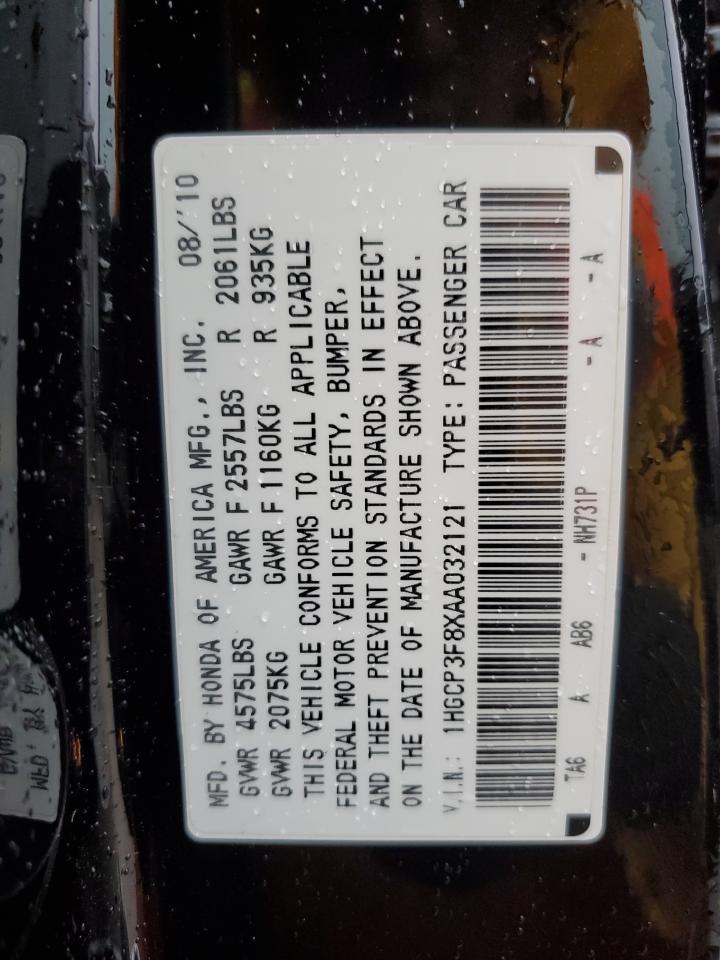 MFD. BY HONDA OF AMERICA MFG., INC. 08/'10
GVWR 4575LBS GAWR F 2557LBS R 2061LBS
GVWR 2075KG GAWR F 1160KG R 935KG
THIS VEHICLE CONFORMS TO ALL APPLICABLE
FEDERAL MOTOR VEHICLE SAFETY, BUMPER,
AND THEFT PREVENTION STANDARDS IN EFFECT
ON THE DATE OF MANUFACTURE SHOWN ABOVE.
V.I.N.: 1HGCP3F8XAA032121 TYPE: PASSENGER CAR
TA6 A AB6 - NH731P - A - A